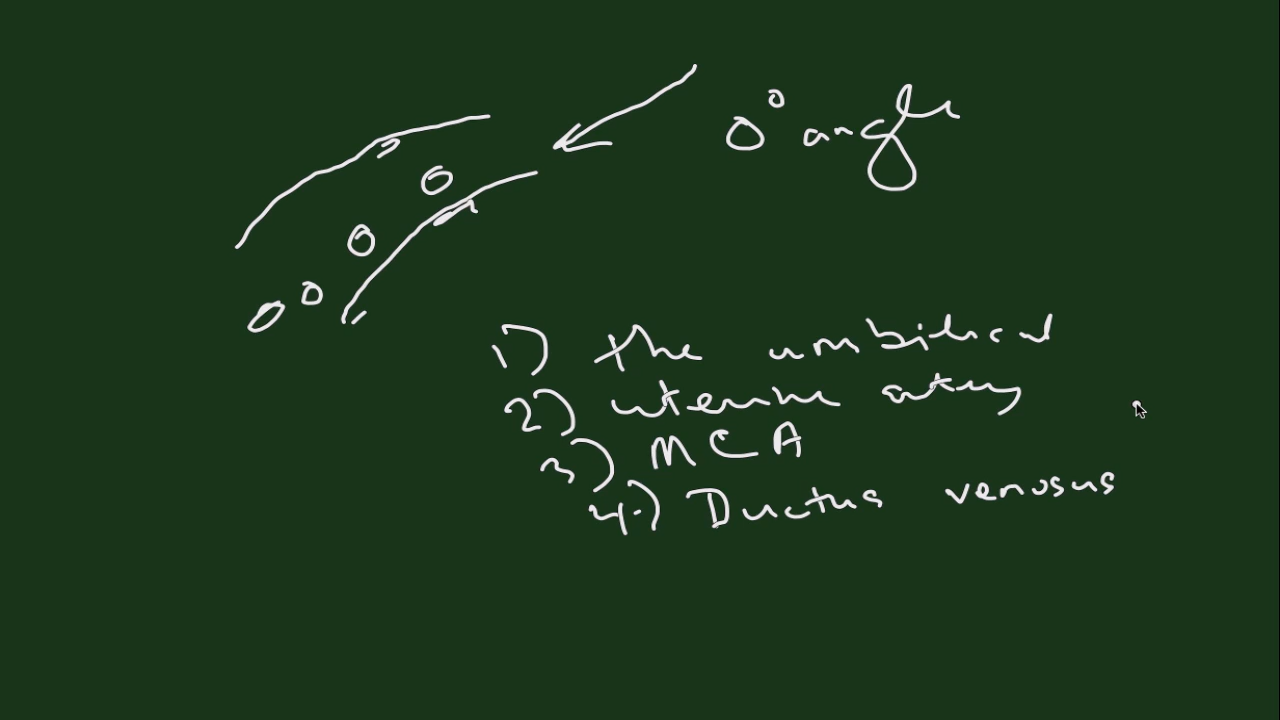 0° angle
1) the umbilical
2) uterine artery
3) MCA
4.) Ductus venosus